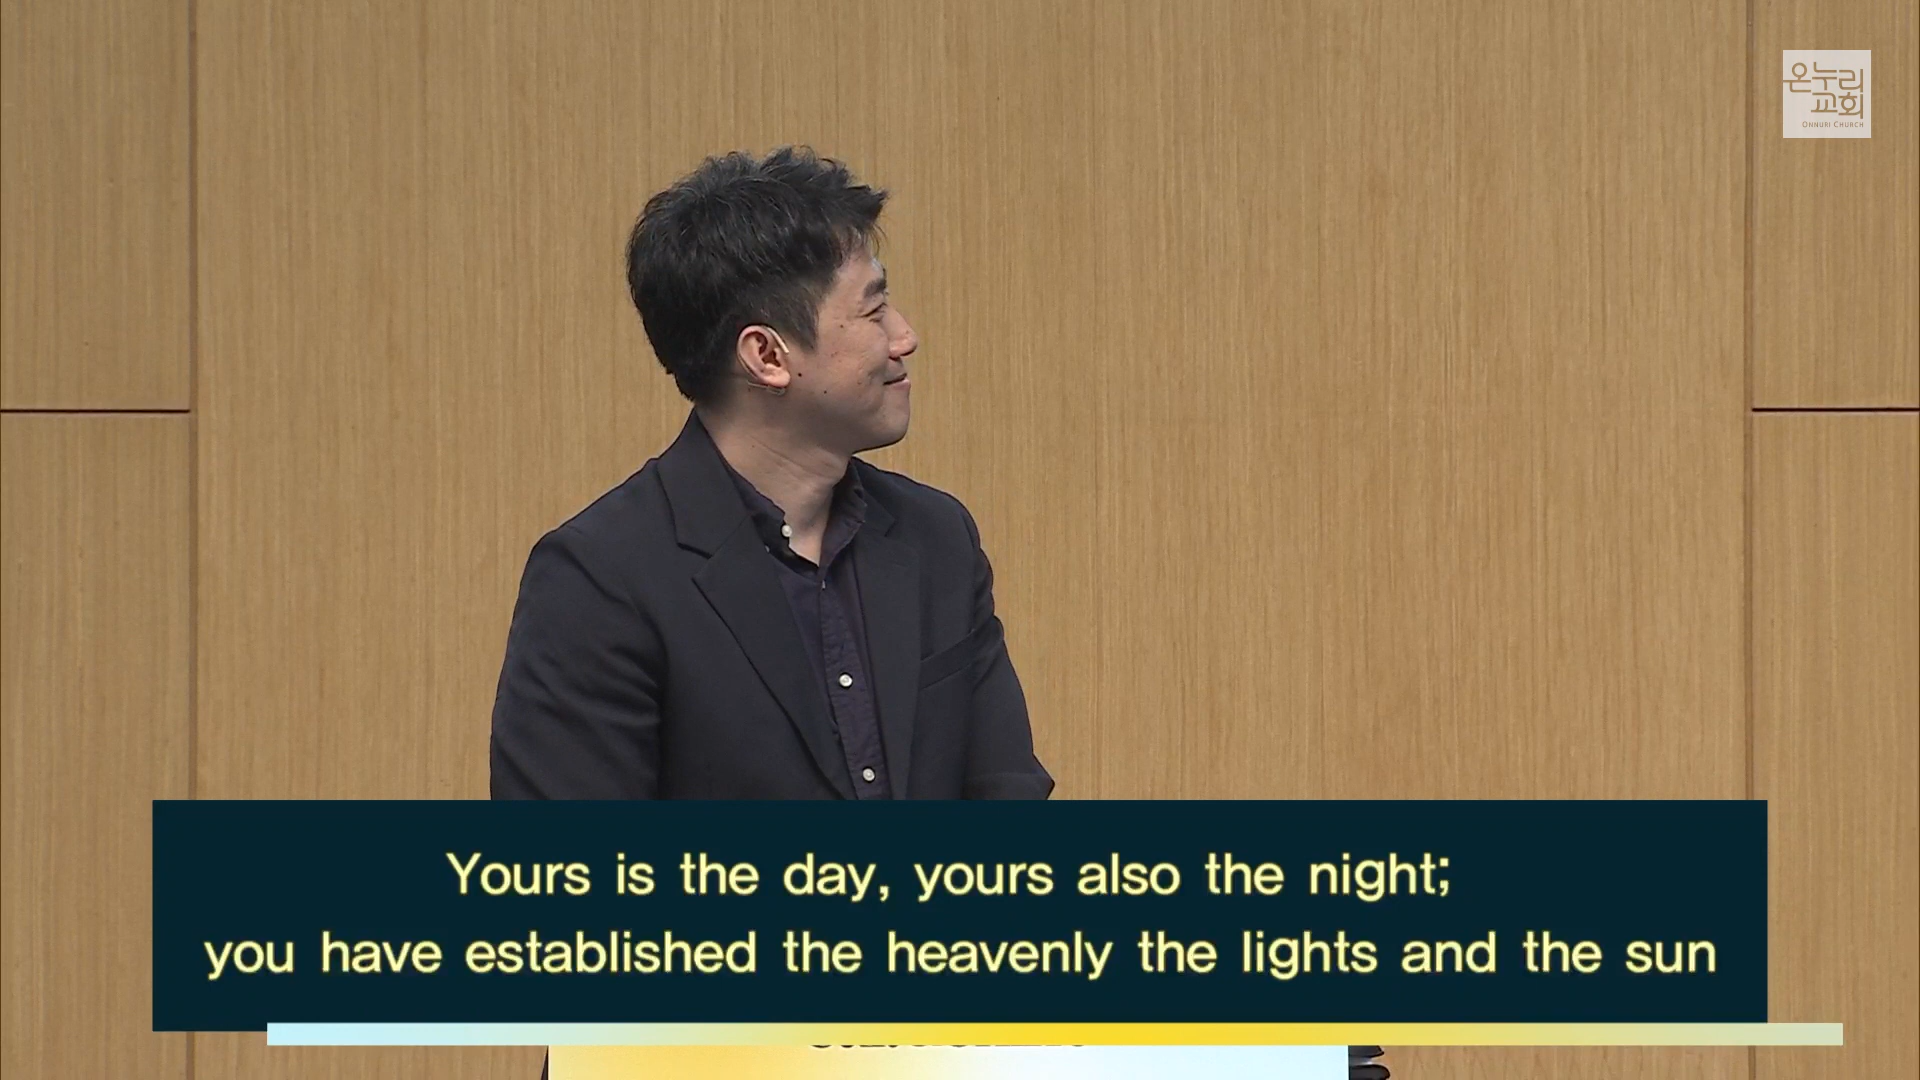 온누리
교회
ONNURI CHURCH
Yours is the day, yours also the night;
you have established the heavenly the lights and the sun